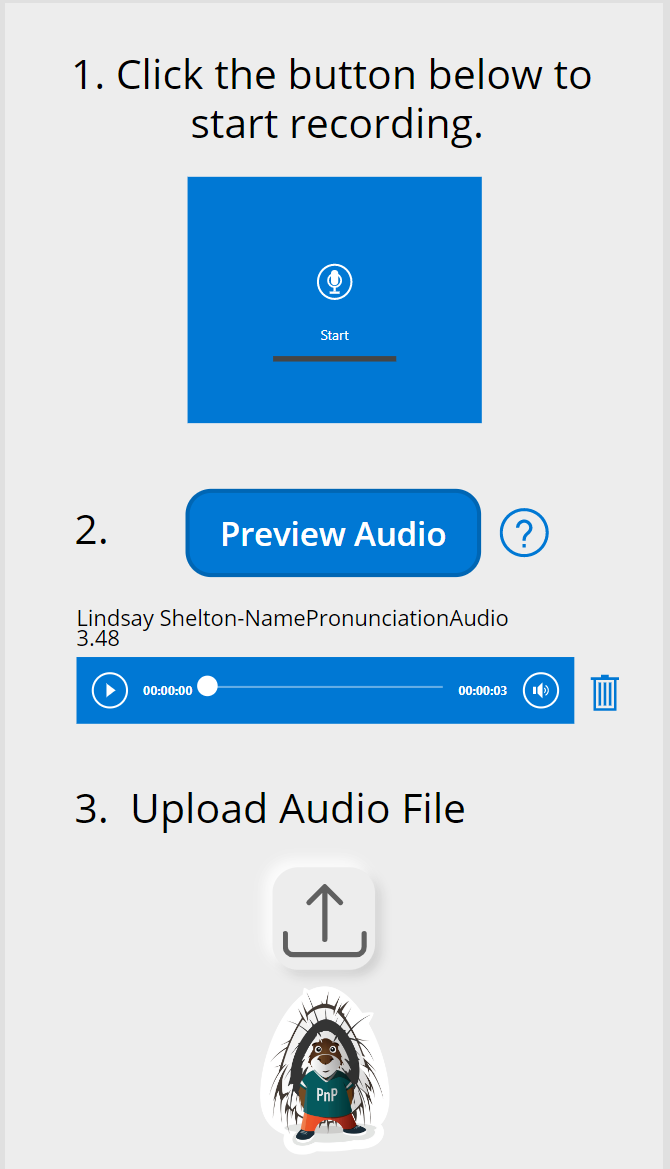 1. Click the button below to
start recording.
Start
2.
Preview Audio
?
Lindsay Shelton-NamePronunciationAudio
3.48
00:00:00
00:00:03
3. Upload Audio File
PnP